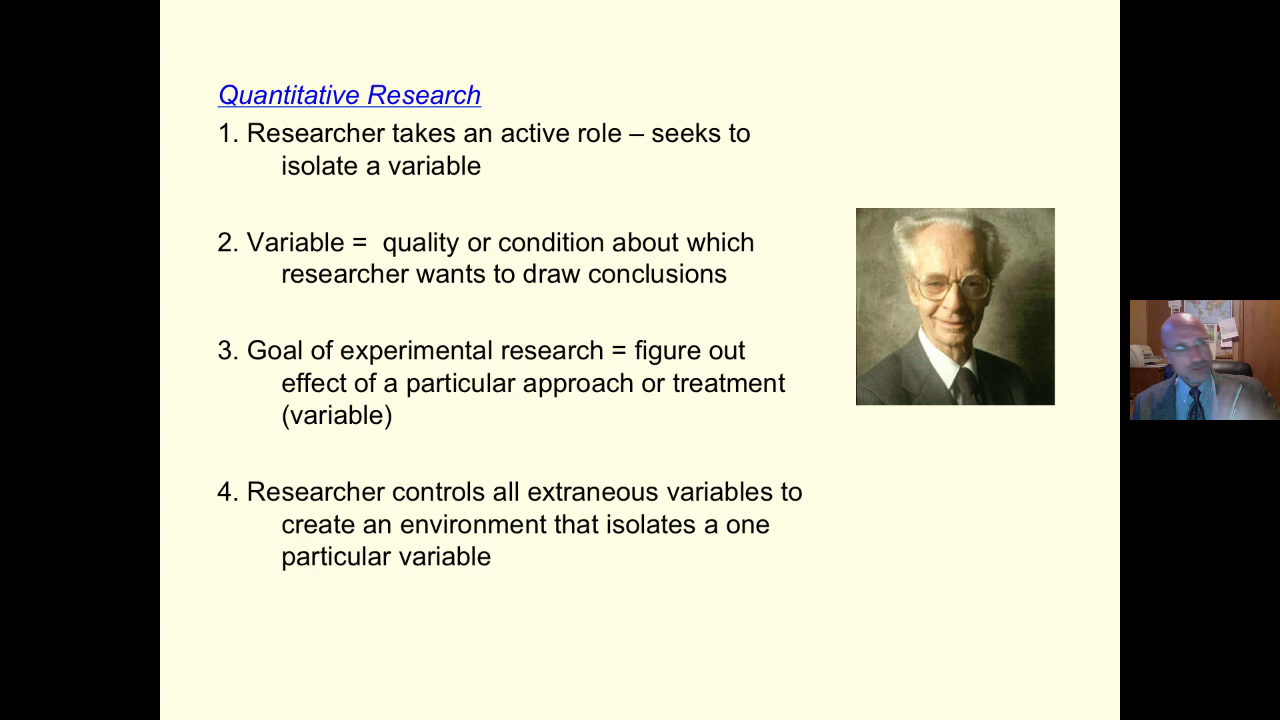 Quantitative Research
1. Researcher takes an active role – seeks to
isolate a variable
2. Variable =  quality or condition about which
researcher wants to draw conclusions
3. Goal of experimental research = figure out
effect of a particular approach or treatment
(variable)
4. Researcher controls all extraneous variables to
create an environment that isolates a one
particular variable